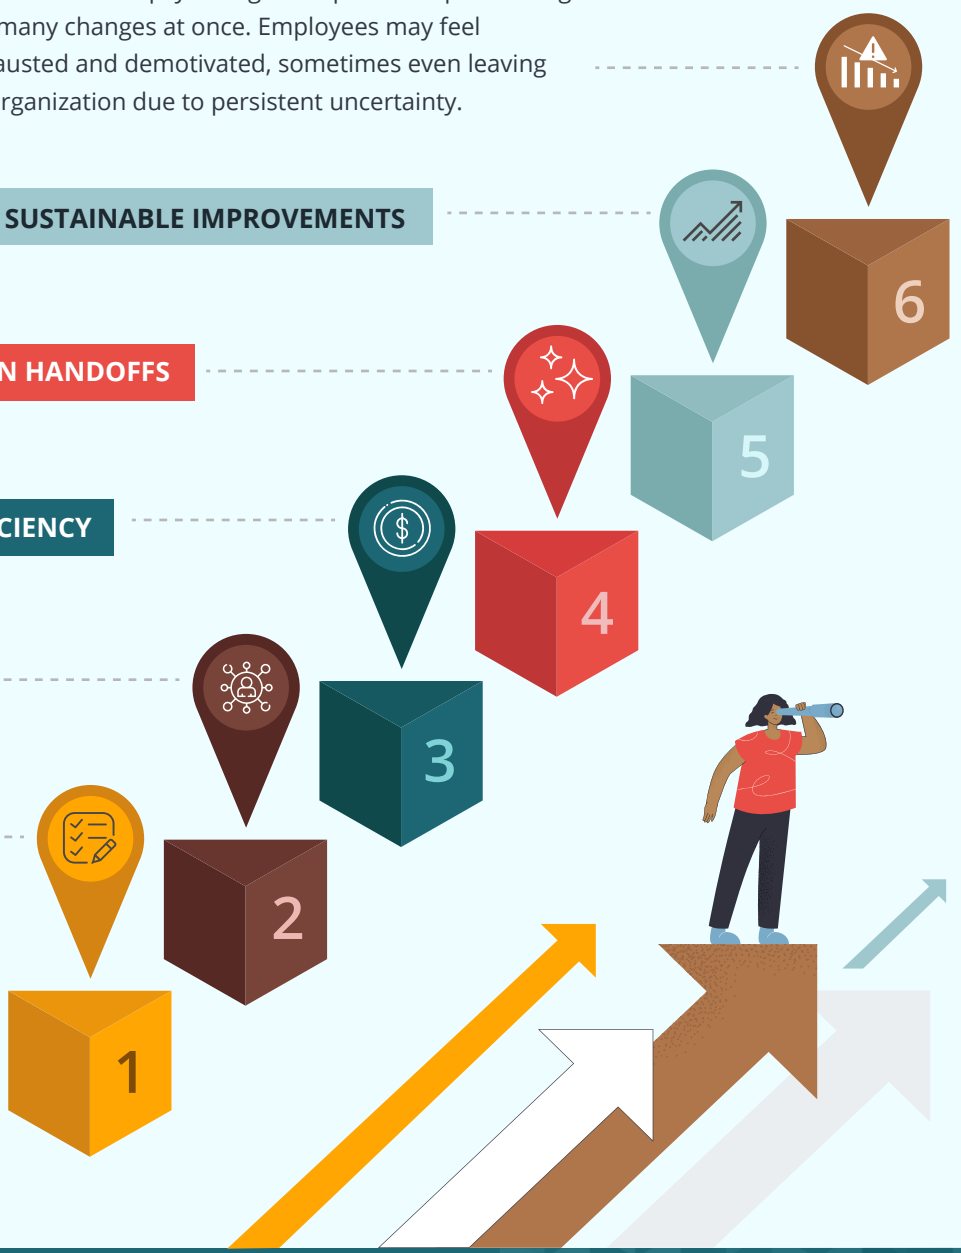 many changes at once. Employees may feel
austed and demotivated, sometimes even leaving
rganization due to persistent uncertainty.
SUSTAINABLE IMPROVEMENTS
6
N HANDOFFS
5
CIENCY
4
3
2
1